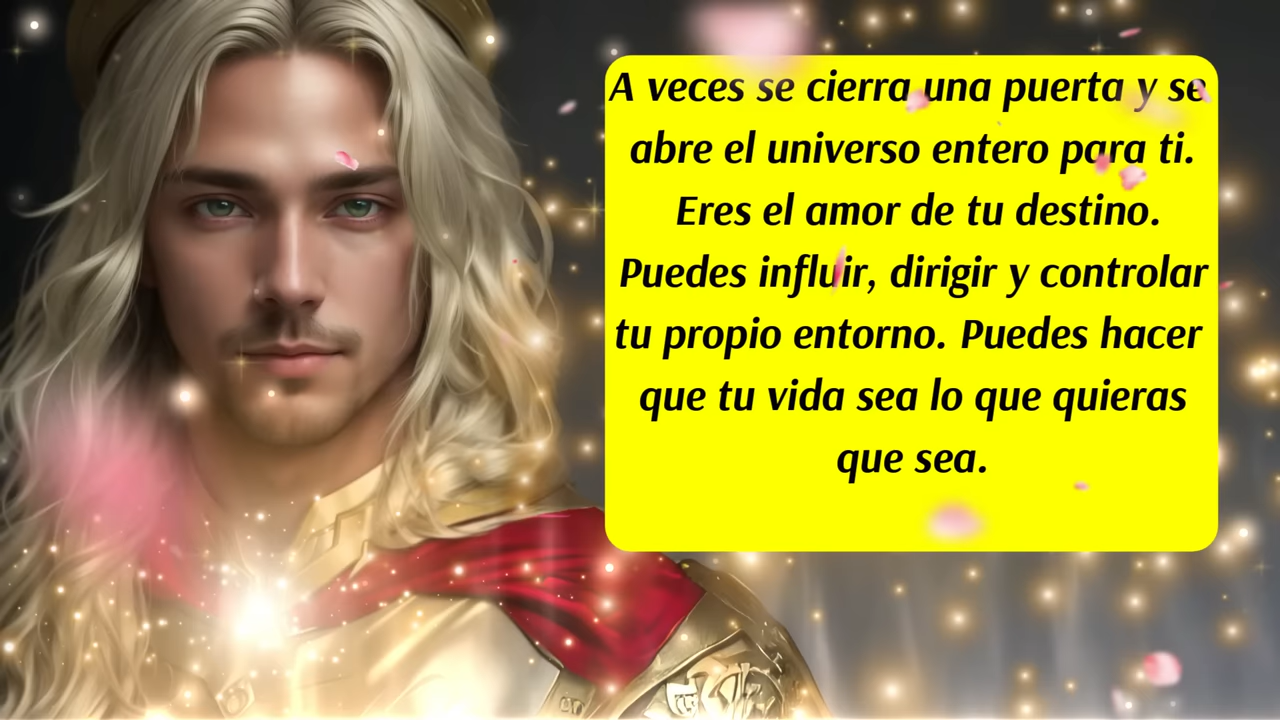 A veces se cierra una puerta y se
abre el universo entero para ti.
Eres el amor de tu destino.
Puedes influir, dirigir y controlar
tu propio entorno. Puedes hacer
que tu vida sea lo que quieras
que sea.